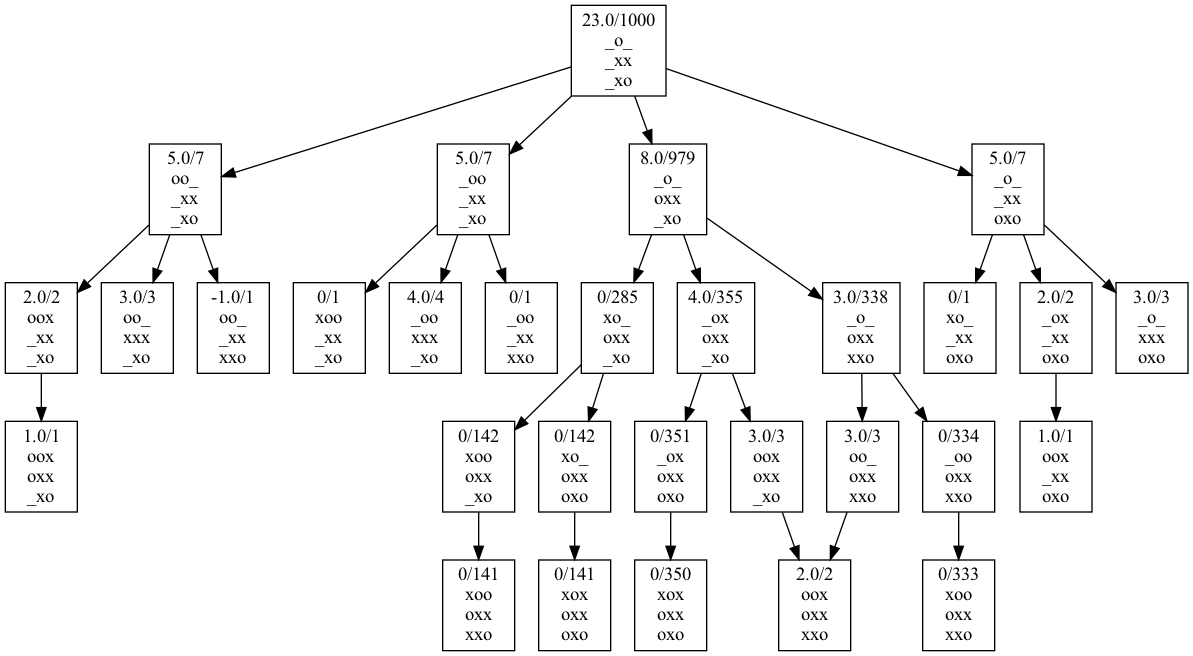 23.0/1000
_o_
_xx
_xo
5.0/7
oo_
_xx
_xo
5.0/7
_oo
_xx
_xo
8.0/979
_o_
oxx
_xo
5.0/7
_o_
_xx
oxo
2.0/2
oox
_xx
_xo
3.0/3
oo_
xxx
_xo
-1.0/1
oo_
_xx
xxo
0/1
xoo
_xx
_xo
4.0/4
_oo
xxx
_xo
0/1
_oo
_xx
xxo
0/285
xo_
oxx
_xo
4.0/355
_ox
oxx
_xo
3.0/338
_o_
oxx
xxo
0/1
xo_
_xx
oxo
2.0/2
_ox
_xx
oxo
3.0/3
_o_
xxx
oxo
1.0/1
oox
oxx
_xo
0/142
xoo
oxx
_xo
0/142
xo_
oxx
oxo
0/351
_ox
oxx
oxo
3.0/3
oox
oxx
_xo
3.0/3
oo_
oxx
xxo
0/334
_oo
oxx
xxo
1.0/1
oox
_xx
oxo
0/141
xoo
oxx
xxo
0/141
xox
oxx
oxo
0/350
xox
oxx
oxo
2.0/2
oox
oxx
xxo
0/333
xoo
oxx
xxo